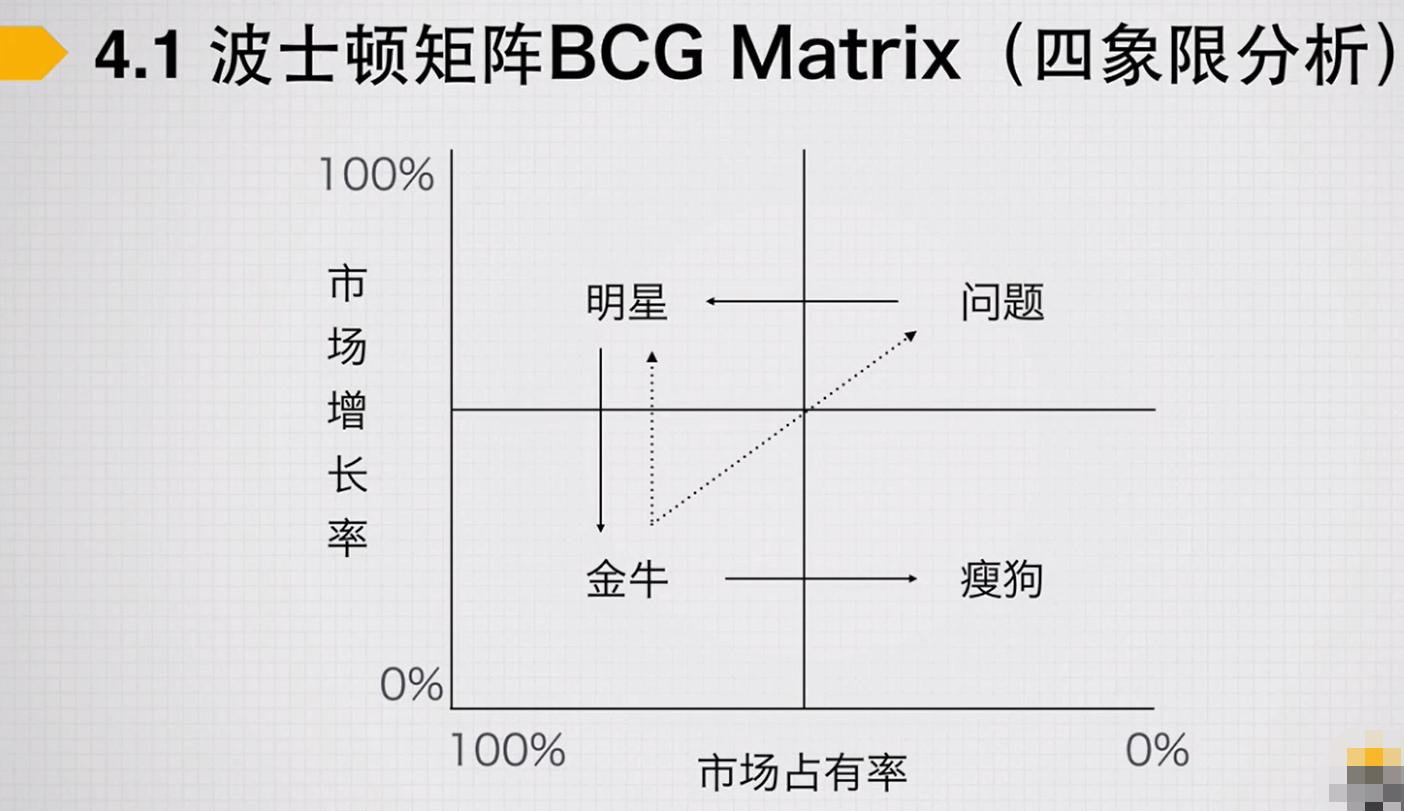 4.1 波士顿矩阵BCG Matrix（四象限分析）
100%
市
场
增
长
率
明星
问题
金牛
瘦狗
0%
100%
市场占有率
0%